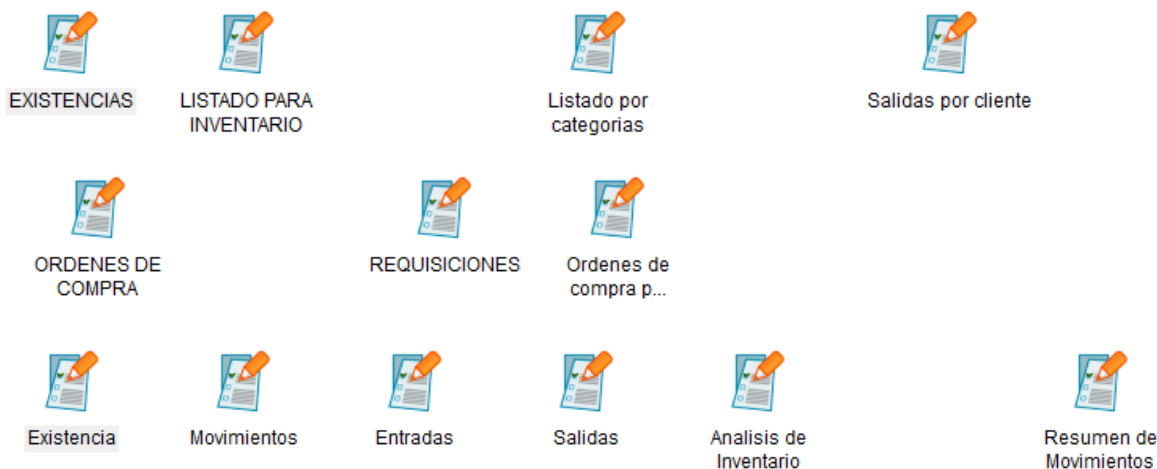 EXISTENCIAS
LISTADO PARA
INVENTARIO
Listado por
categorias
Salidas por cliente
ORDENES DE
COMPRA
REQUISICIONES
Ordenes de
compra p...
Existencia
Movimientos
Entradas
Salidas
Analisis de
Inventario
Resumen de
Movimientos